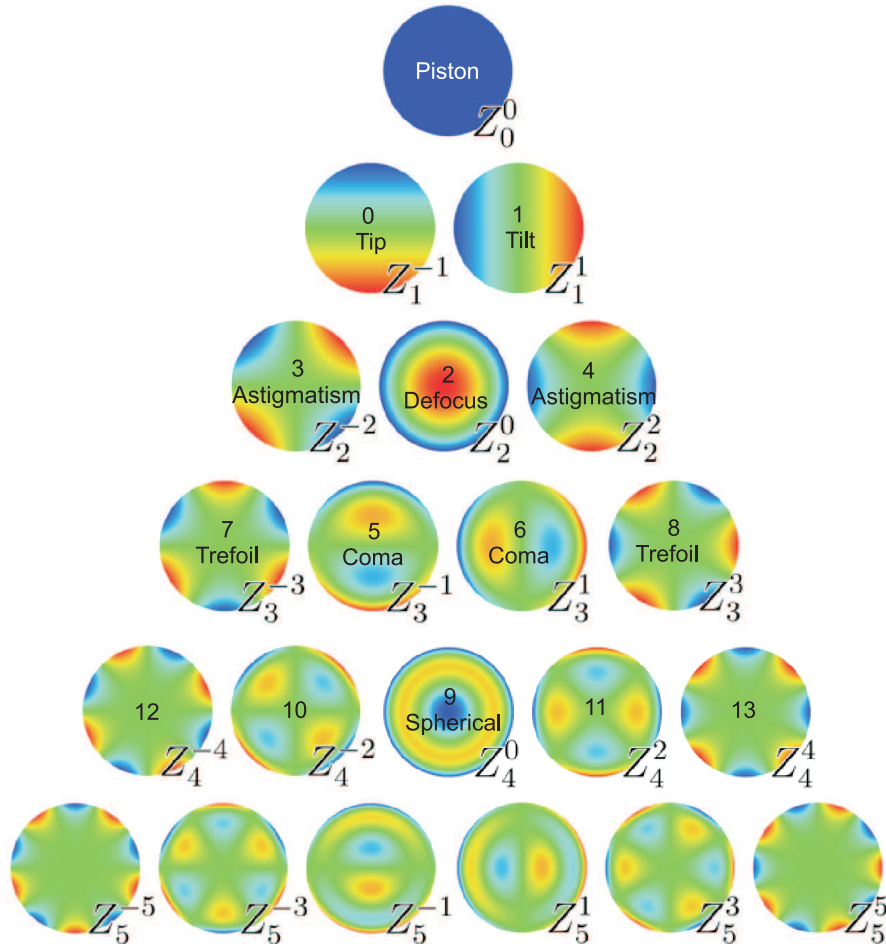 Piston
Z_0^0
0
Tip
Z_1^{-1}
1
Tilt
Z_1^1
3
Astigmatism
Z_2^{-2}
2
Defocus
Z_2^0
4
Astigmatism
Z_2^2
7
Trefoil
Z_3^{-3}
5
Coma
Z_3^{-1}
6
Coma
Z_3^1
8
Trefoil
Z_3^3
12
Z_4^{-4}
10
Z_4^{-2}
9
Spherical
Z_4^0
11
Z_4^2
13
Z_4^4
Z_5^{-5}
Z_5^{-3}
Z_5^{-1}
Z_5^1
Z_5^3
Z_5^5